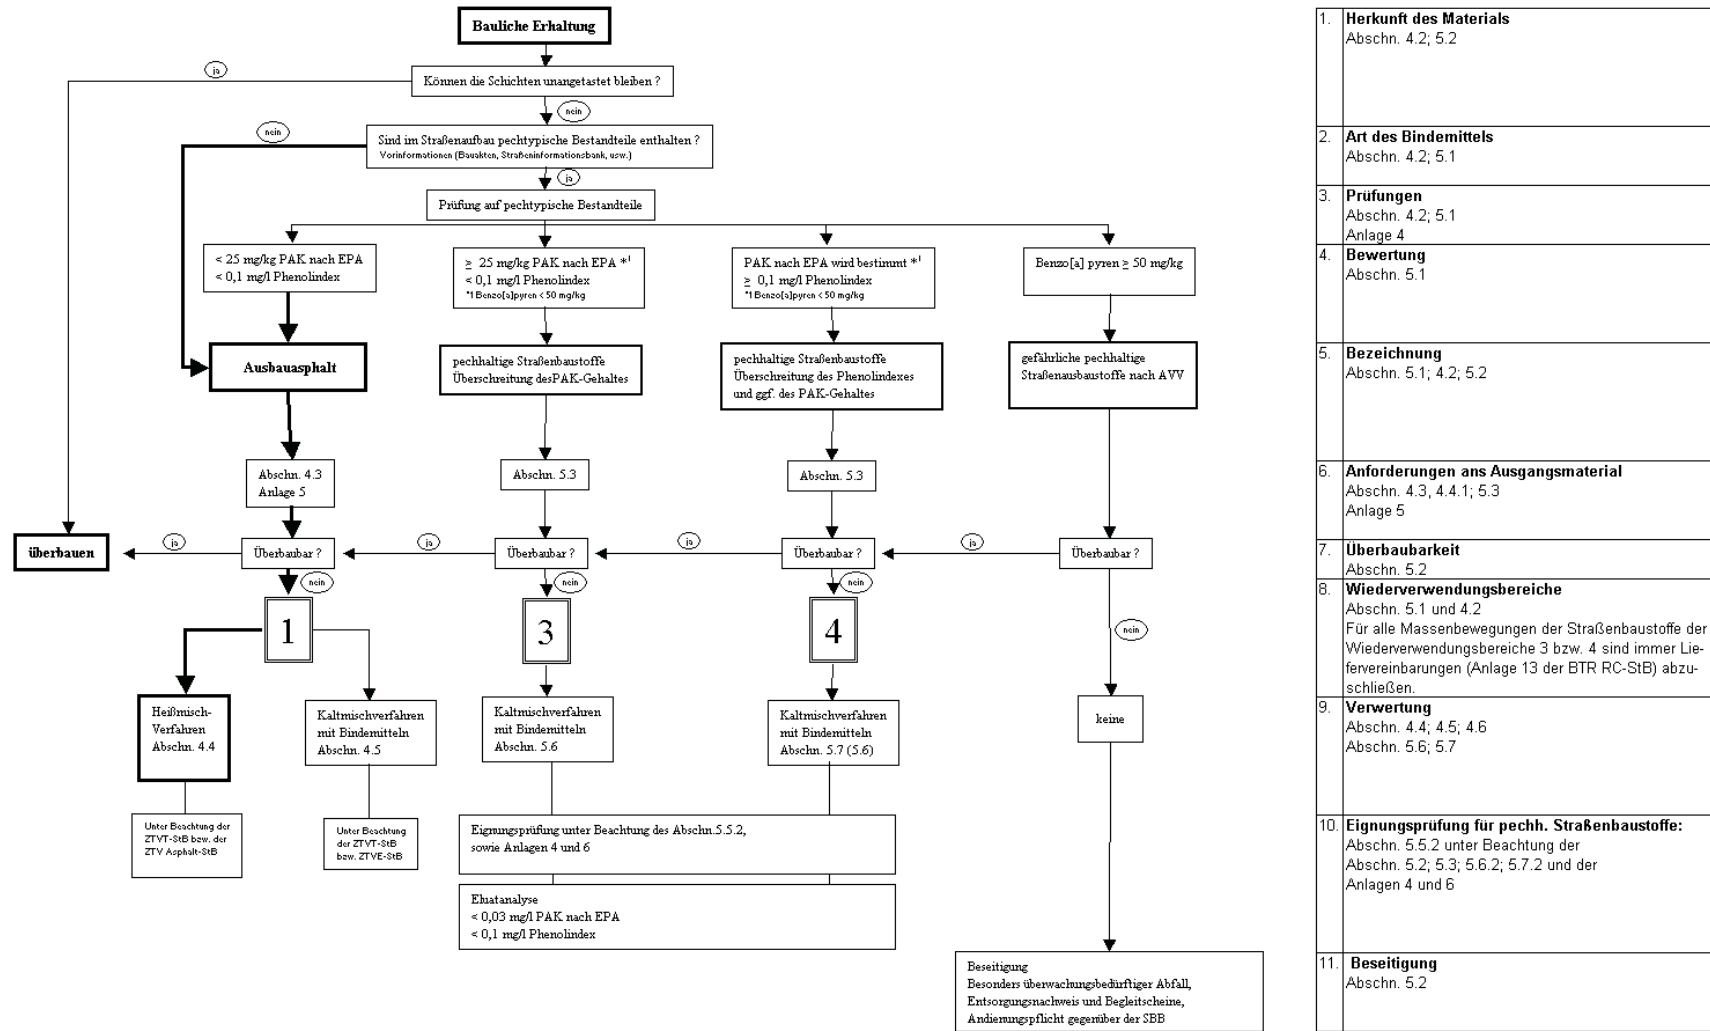 Bauliche Erhaltung
ja
Können die Schichten unangetastet bleiben ?
nein
nein
Sind im Straßenaufbau pechtypische Bestandteile enthalten ?
Vorinformationen (Bauakten, Straßeninformationsbank, usw.)
ja
Prüfung auf pechtypische Bestandteile
< 25 mg/kg PAK nach EPA
< 0,1 mg/l Phenolindex
≥ 25 mg/kg PAK nach EPA *¹
< 0,1 mg/l Phenolindex
*1 Benzo[a]pyren < 50 mg/kg
PAK nach EPA wird bestimmt *¹
≥ 0,1 mg/l Phenolindex
*1 Benzo[a]pyren < 50 mg/kg
Benzo[a] pyren ≥ 50 mg/kg
Ausbauasphalt
pechhaltige Straßenbaustoffe
Überschreitung desPAK-Gehaltes
pechhaltige Straßenbaustoffe
Überschreitung des Phenolindexes
und ggf. des PAK-Gehaltes
gefährliche pechhaltige
Straßenausbaustoffe nach AVV
Abschn. 4.3
Anlage 5
Abschn. 5.3
Abschn. 5.3
überbauen
ja
Überbaubar ?
ja
Überbaubar ?
ja
Überbaubar ?
ja
Überbaubar ?
nein
nein
nein
nein
1
3
4
Heißmisch-
Verfahren
Abschn. 4.4
Kaltmischverfahren
mit Bindemitteln
Abschn. 4.5
Kaltmischverfahren
mit Bindemitteln
Abschn. 5.6
Kaltmischverfahren
mit Bindemitteln
Abschn. 5.7 (5.6)
keine
Unter Beachtung der
ZTVT-StB bzw. der
ZTV Asphalt-StB
Unter Beachtung
der ZTVT-StB
bzw. ZTVE-StB
Eignungsprüfung unter Beachtung des Abschn.5.5.2,
sowie Anlagen 4 und 6
Eluatanalyse
< 0,03 mg/l PAK nach EPA
< 0,1 mg/l Phenolindex
Beseitigung
Besonders überwachungsbedürftiger Abfall,
Entsorgungsnachweis und Begleitscheine,
Andienungspflicht gegenüber der SBB
1. Herkunft des Materials
Abschn. 4.2; 5.2
2. Art des Bindemittels
Abschn. 4.2; 5.1
3. Prüfungen
Abschn. 4.2; 5.1
Anlage 4
4. Bewertung
Abschn. 5.1
5. Bezeichnung
Abschn. 5.1; 4.2; 5.2
6. Anforderungen ans Ausgangsmaterial
Abschn. 4.3, 4.4.1; 5.3
Anlage 5
7. Überbaubarkeit
Abschn. 5.2
8. Wiederverwendungsbereiche
Abschn. 5.1 und 4.2
Für alle Massenbewegungen der Straßenbaustoffe der
Wiederverwendungsbereiche 3 bzw. 4 sind immer Lie-
fervereinbarungen (Anlage 13 der BTR RC-StB) abzu-
schließen.
9. Verwertung
Abschn. 4.4; 4.5; 4.6
Abschn. 5.6; 5.7
10. Eignungsprüfung für pechh. Straßenbaustoffe:
Abschn. 5.5.2 unter Beachtung der
Abschn. 5.2; 5.3; 5.6.2; 5.7.2 und der
Anlagen 4 und 6
11. Beseitigung
Abschn. 5.2